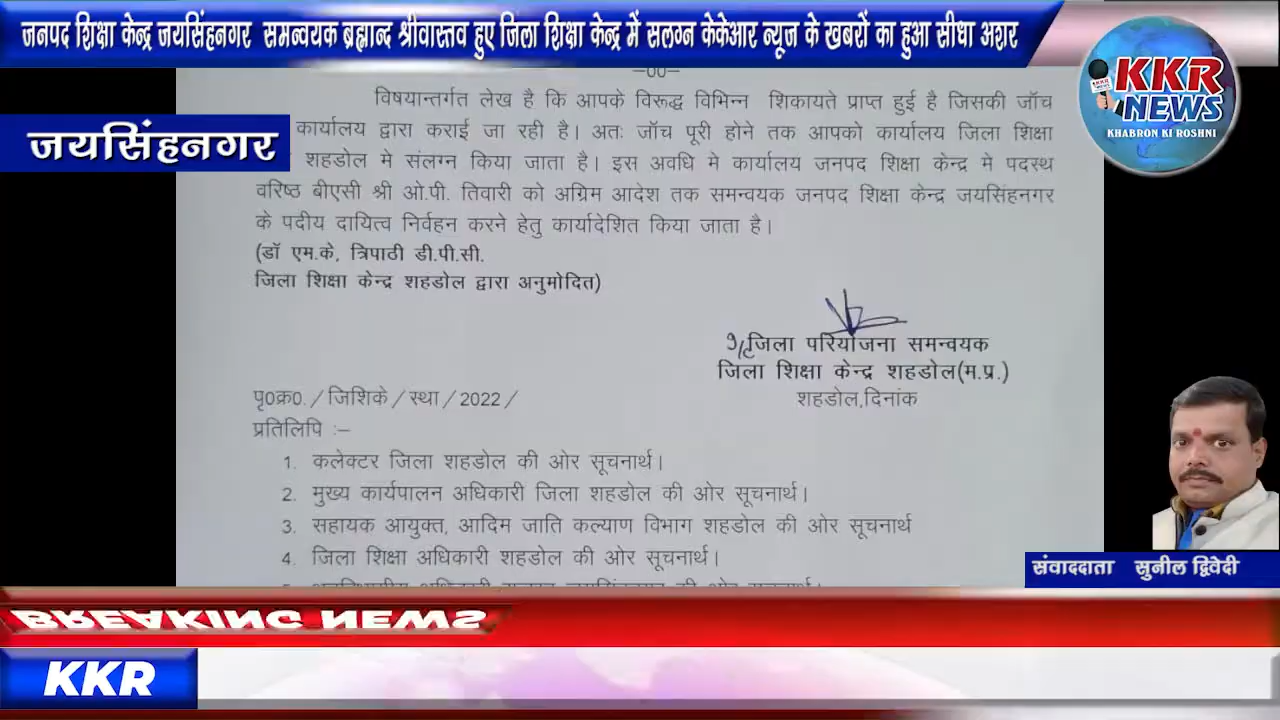 जनपद शिक्षा केन्द्र जयसिंहनगर समन्वयक ब्रह्मान्द श्रीवास्तव हुए जिला शिक्षा केन्द्र में सलग्न केकेआर न्यूज के खबरों का हुआ सीधा अशर
KKR
NEWS
KHABRON KI ROSHNI
जयसिंहनगर
—00—
विषयान्तर्गत लेख है कि आपके विरूद्ध विभिन्न शिकायते प्राप्त हुई है जिसकी जॉच
कार्यालय द्वारा कराई जा रही है। अतः जॉच पूरी होने तक आपको कार्यालय जिला शिक्षा
शहडोल मे संलग्न किया जाता है। इस अवधि मे कार्यालय जनपद शिक्षा केन्द्र मे पदस्थ
वरिष्ठ बीएसी श्री ओ.पी. तिवारी को अग्रिम आदेश तक समन्वयक जनपद शिक्षा केन्द्र जयसिंहनगर
के पदीय दायित्व निर्वहन करने हेतु कार्यादेशित किया जाता है।
(डॉ एम.के, त्रिपाठी डी.पी.सी.
जिला शिक्षा केन्द्र शहडोल द्वारा अनुमोदित)
जिला परियोजना समन्वयक
जिला शिक्षा केन्द्र शहडोल(म.प्र.)
शहडोल,दिनांक
पृ0क्र0. / जिशिके / स्था / 2022 /
प्रतिलिपि :—
1. कलेक्टर जिला शहडोल की ओर सूचनार्थ।
2. मुख्य कार्यपालन अधिकारी जिला शहडोल की ओर सूचनार्थ।
3. सहायक आयुक्त, आदिम जाति कल्याण विभाग शहडोल की ओर सूचनार्थ
4. जिला शिक्षा अधिकारी शहडोल की ओर सूचनार्थ।
संवाददाता सुनील द्विवेदी
BREAKING NEWS
KKR